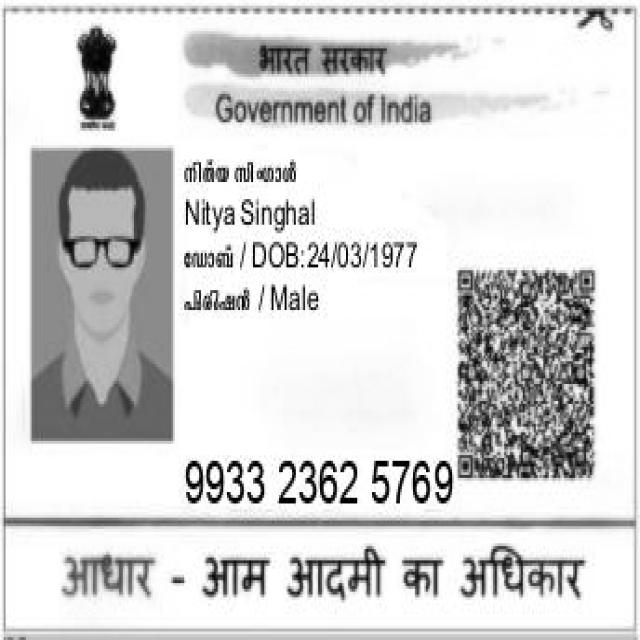 भारत सरकार
Government of India
നിത്യ സിംഗാൾ
Nitya Singhal
ഡോബ് / DOB:24/03/1977
പിരിഷൻ / Male
9933 2362 5769
आधार - आम आदमी का अधिकार